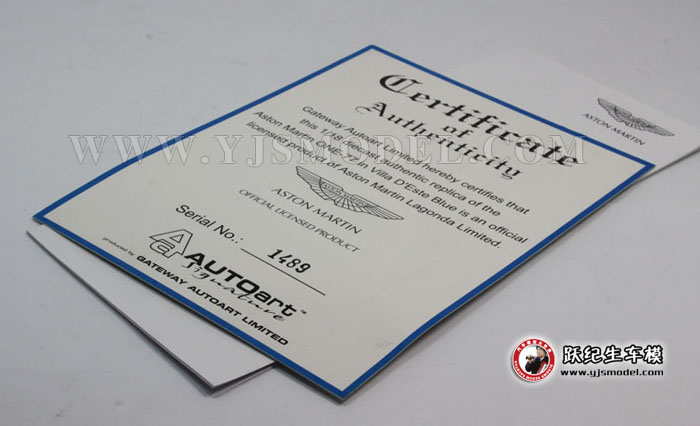 Certificate
of
Authenticity
Gateway Autoart Limited hereby certifies that
this 1/18 diecast authentic replica of the
Aston Martin ONE-77 in Villa D'Este Blue is an official
licensed product of Aston Martin Lagonda Limited.
ASTON MARTIN
ASTON MARTIN
OFFICIAL LICENSED PRODUCT
Serial No.: 1489
AUTOart™
Signature
produced by GATEWAY AUTOART LIMITED
WWW.YJSMODEL.COM
跃纪生车模
www.yjsmodel.com